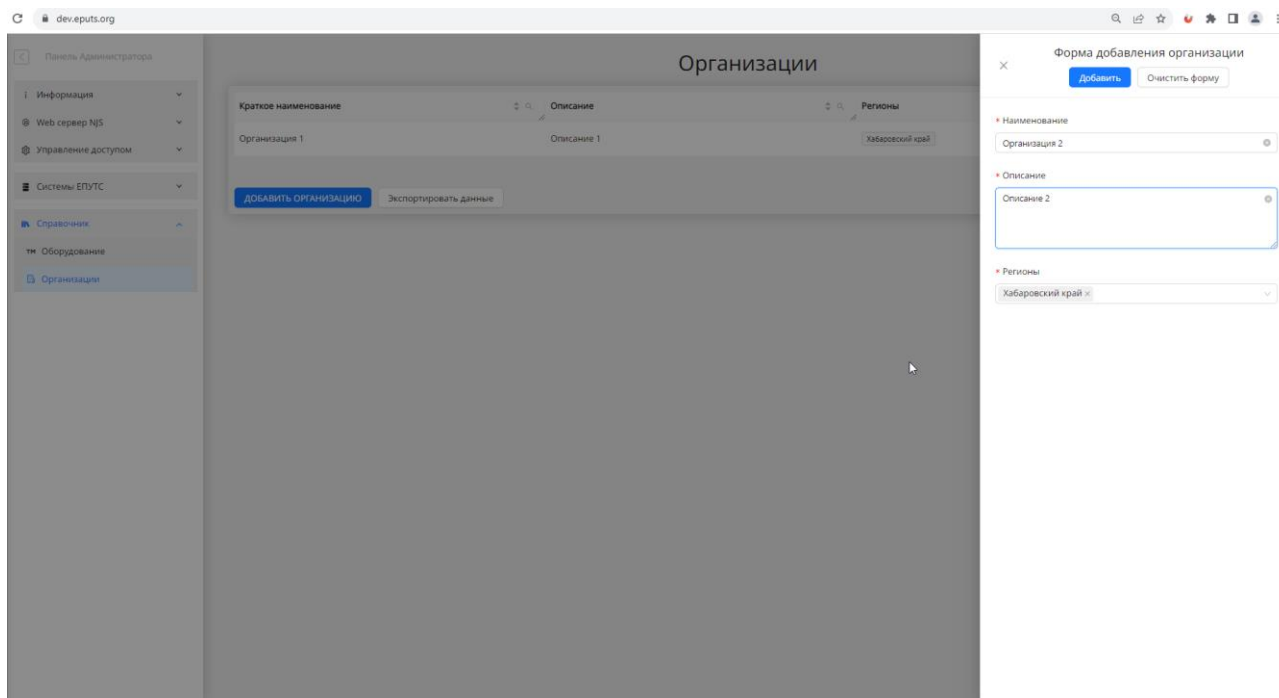 dev.eputs.org
Панель Администратора
Информация
Web сервер NJS
Управление доступом
Системы ЕПУТС
Справочник
ТМ Оборудование
Организации
Организации
Краткое наименование Описание Регионы
Организация 1 Описание 1 Хабаровский край
ДОБАВИТЬ ОРГАНИЗАЦИЮ Экспортировать данные
Форма добавления организации
Добавить Очистить форму
* Наименование
Организация 2
* Описание
Описание 2
* Регионы
Хабаровский край ×